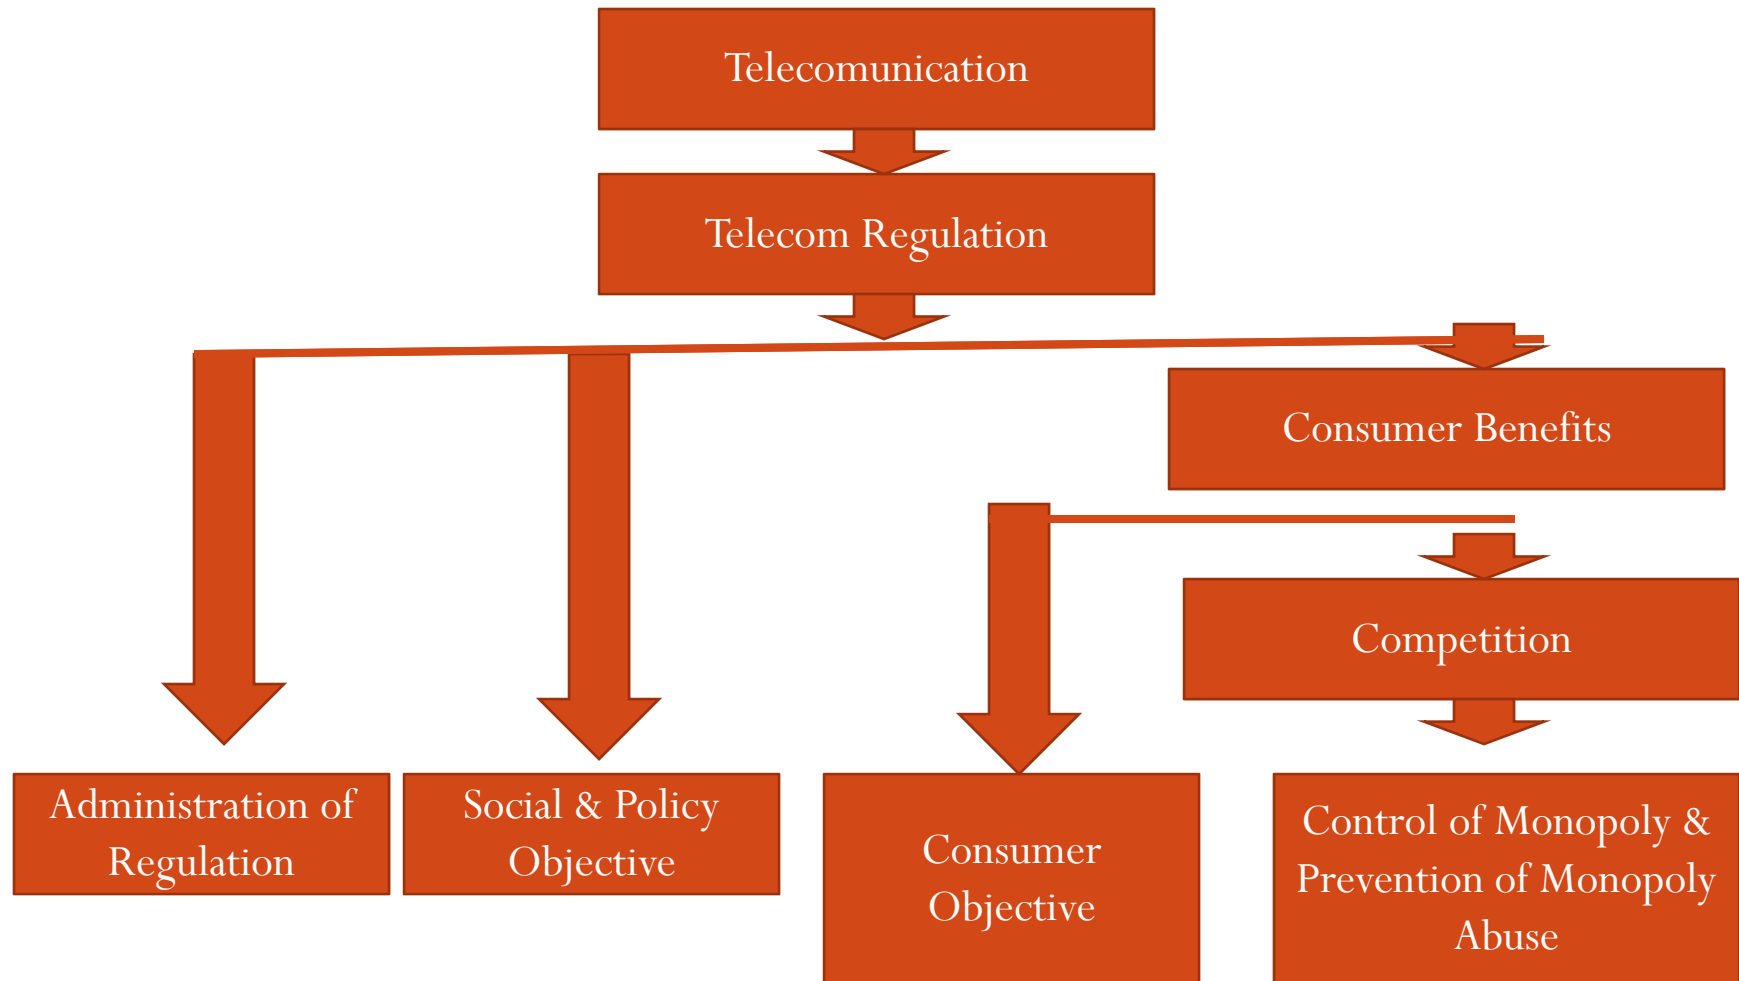 Telecomunication
Telecom Regulation
Consumer Benefits
Competition
Administration of
Regulation
Social & Policy
Objective
Consumer
Objective
Control of Monopoly &
Prevention of Monopoly
Abuse